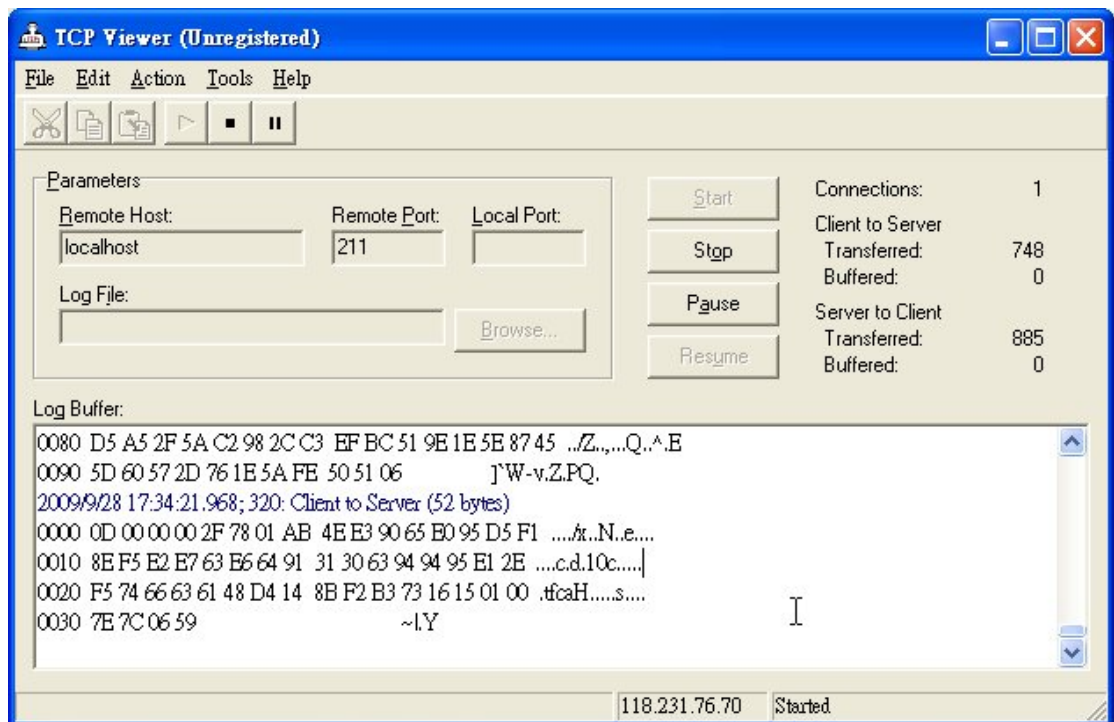 TCP Viewer (Unregistered)
File Edit Action Tools Help
Parameters
Remote Host:
Remote Port:
Local Port:
localhost
211
Log File:
Browse...
Start
Stop
Pause
Resume
Connections: 1
Client to Server
Transferred: 748
Buffered: 0
Server to Client
Transferred: 885
Buffered: 0
Log Buffer:
0080 D5 A5 2F 5A C2 98 2C C3 EF BC 51 9E 1E 5E 87 45 ../Z..,...Q..^.E
0090 5D 60 57 2D 76 1E 5A FE 50 51 06 ]`W-v.Z.PQ.
2009/9/28 17:34:21.968; 320: Client to Server (52 bytes)
0000 0D 00 00 00 2F 78 01 AB 4E E3 90 65 E0 95 D5 F1 ..../x..N..e....
0010 8E F5 E2 E7 63 E6 64 91 31 30 63 94 94 95 E1 2E ....c.d.10c.....
0020 F5 74 66 63 61 48 D4 14 8B F2 B3 73 16 15 01 00 .tfcaH.....s....
0030 7E 7C 06 59 ~|.Y
118.231.76.70
Started